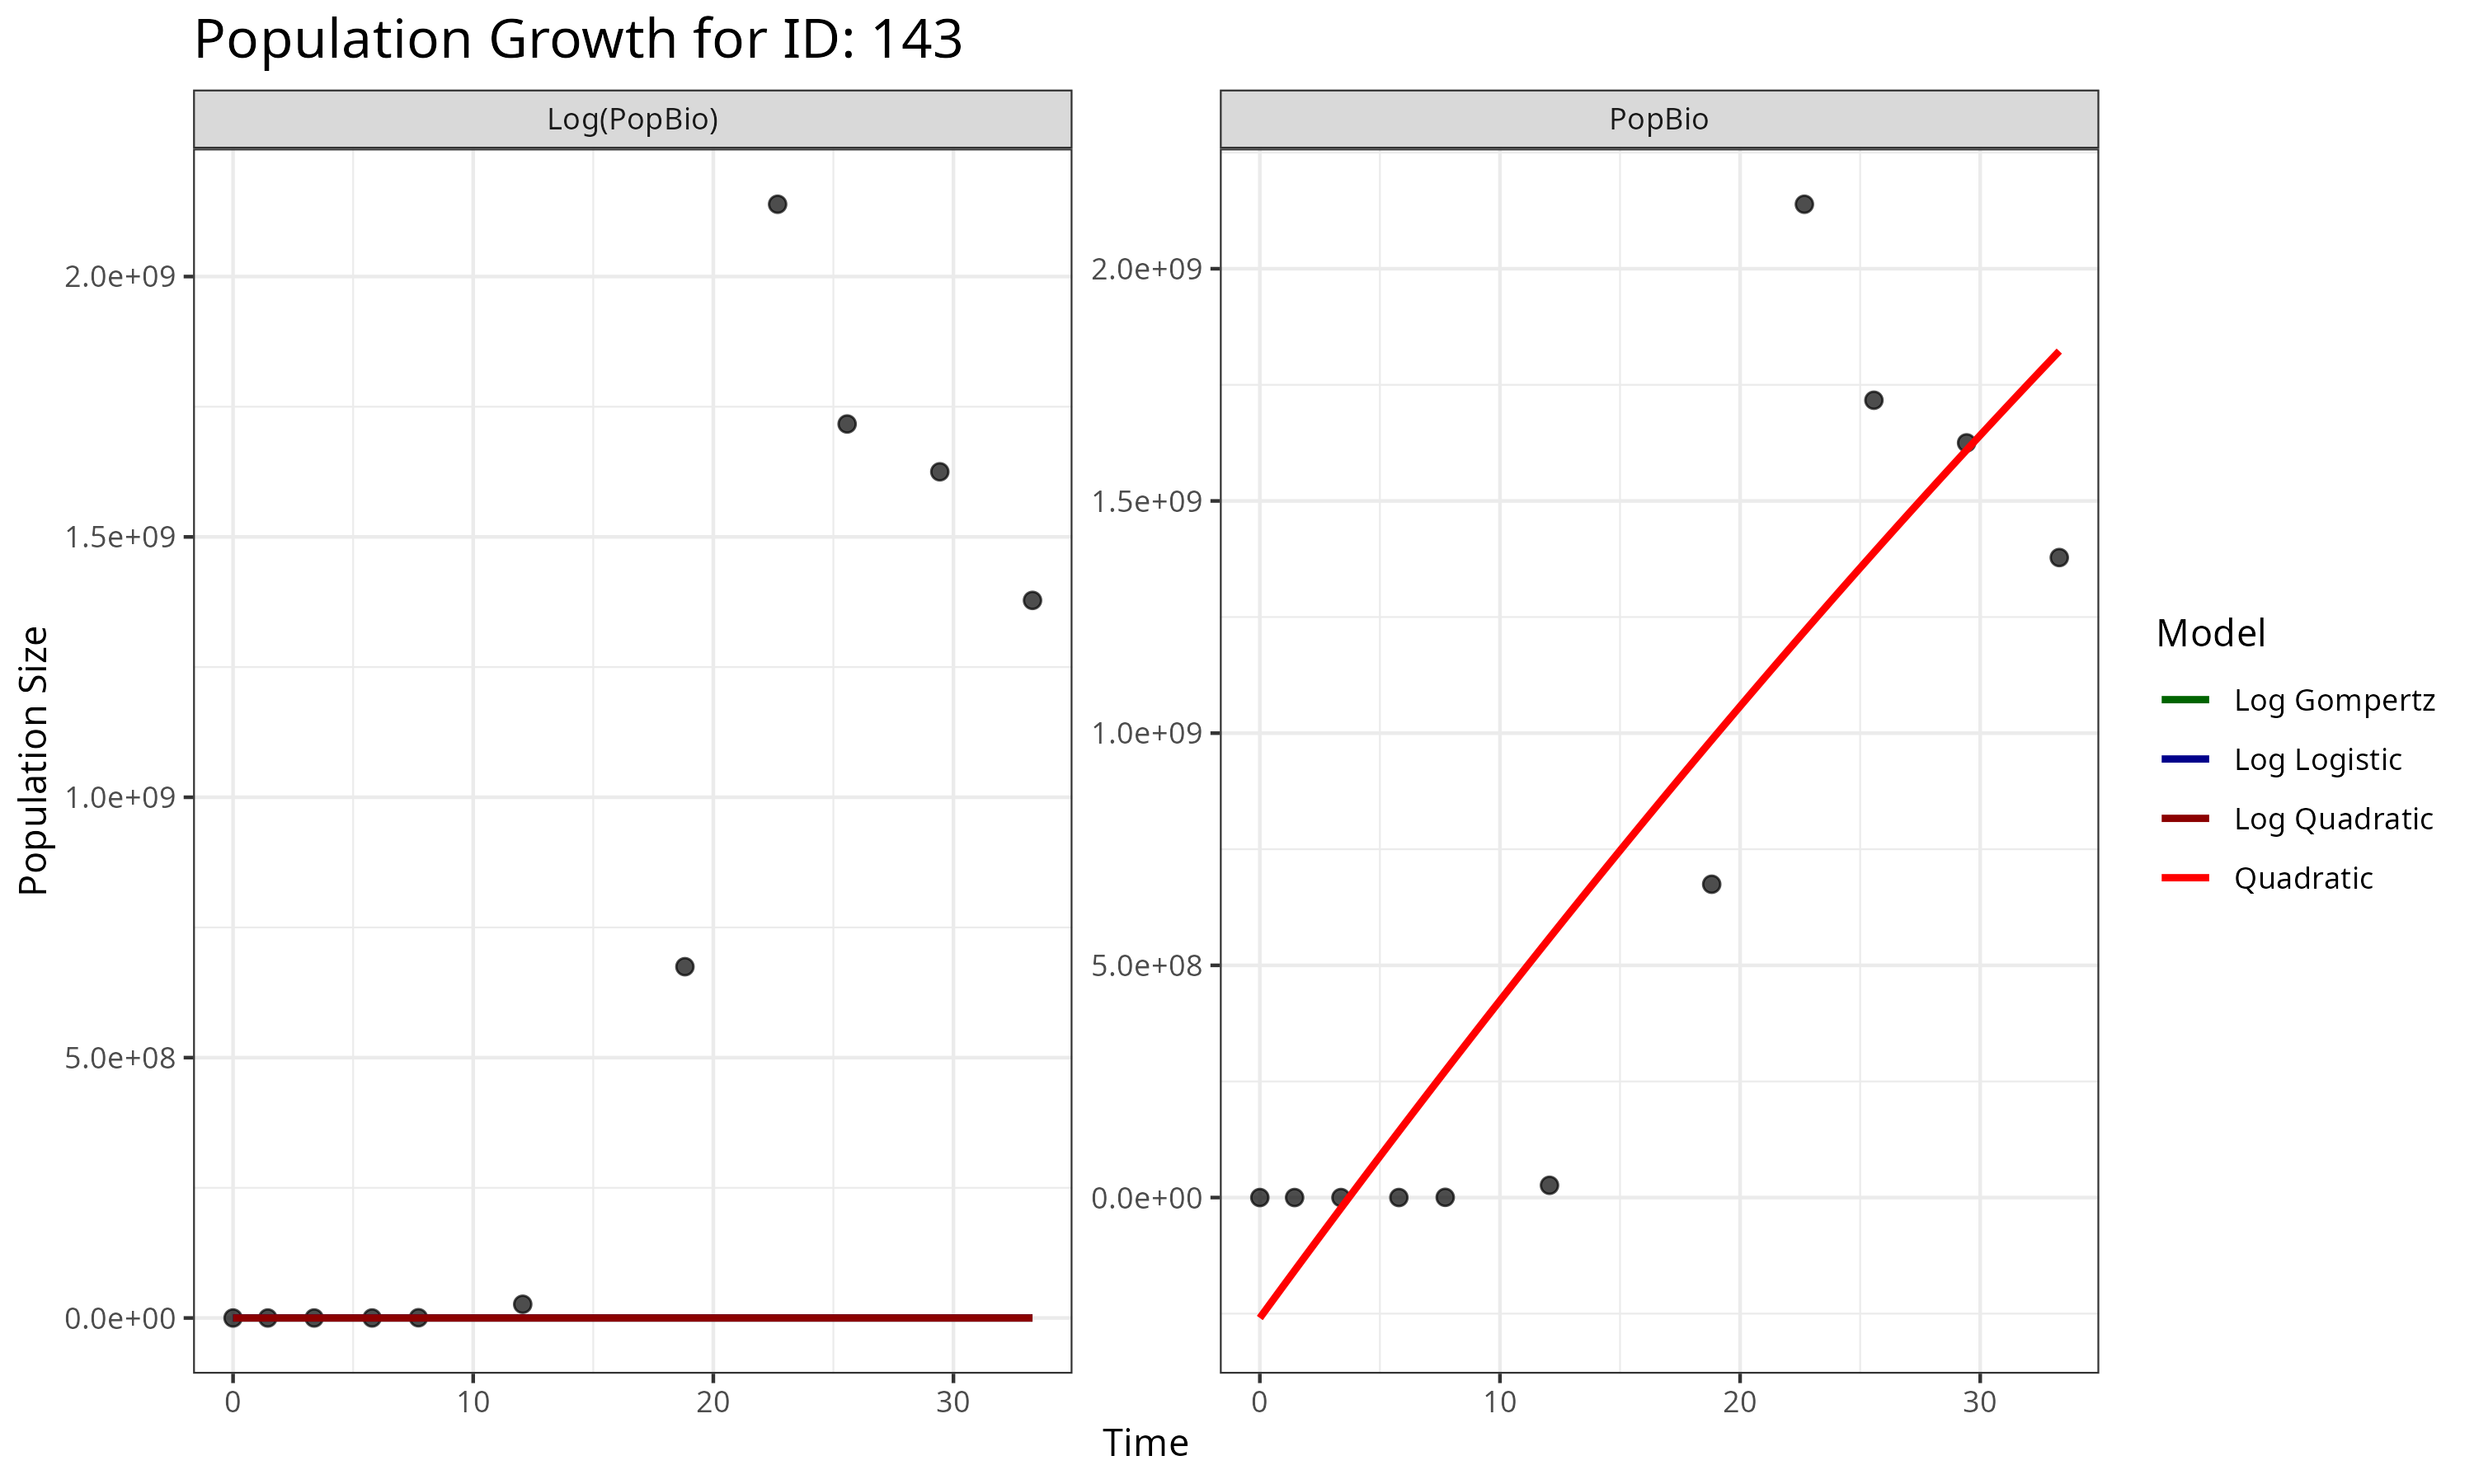 Population Growth for ID: 143
Log(PopBio)
PopBio
Population Size
2.0e+09
1.5e+09
1.0e+09
5.0e+08
0.0e+00
2.0e+09
1.5e+09
1.0e+09
5.0e+08
0.0e+00
0 10 20 30
0 10 20 30
Time
Model
Log Gompertz
Log Logistic
Log Quadratic
Quadratic